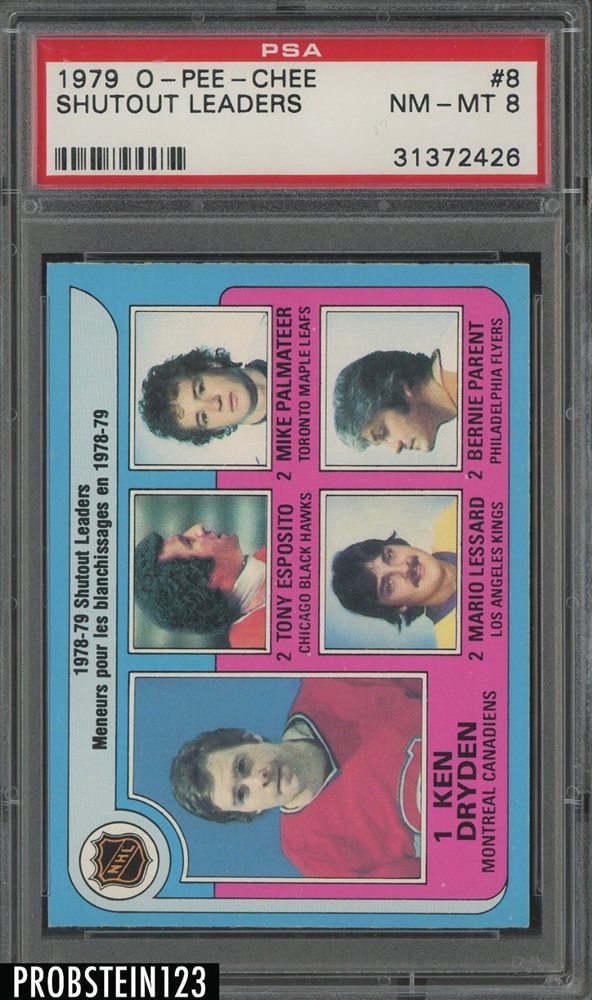 PSA
1979 O-PEE-CHEE #8
SHUTOUT LEADERS NM-MT 8
31372426
1978-79 Shutout Leaders
Meneurs pour les blanchissages en 1978-79
NHL
1 KEN
DRYDEN
MONTREAL CANADIENS
2 TONY ESPOSITO
CHICAGO BLACK HAWKS
2 MIKE PALMATEER
TORONTO MAPLE LEAFS
2 MARIO LESSARD
LOS ANGELES KINGS
2 BERNIE PARENT
PHILADELPHIA FLYERS
PROBSTEIN123